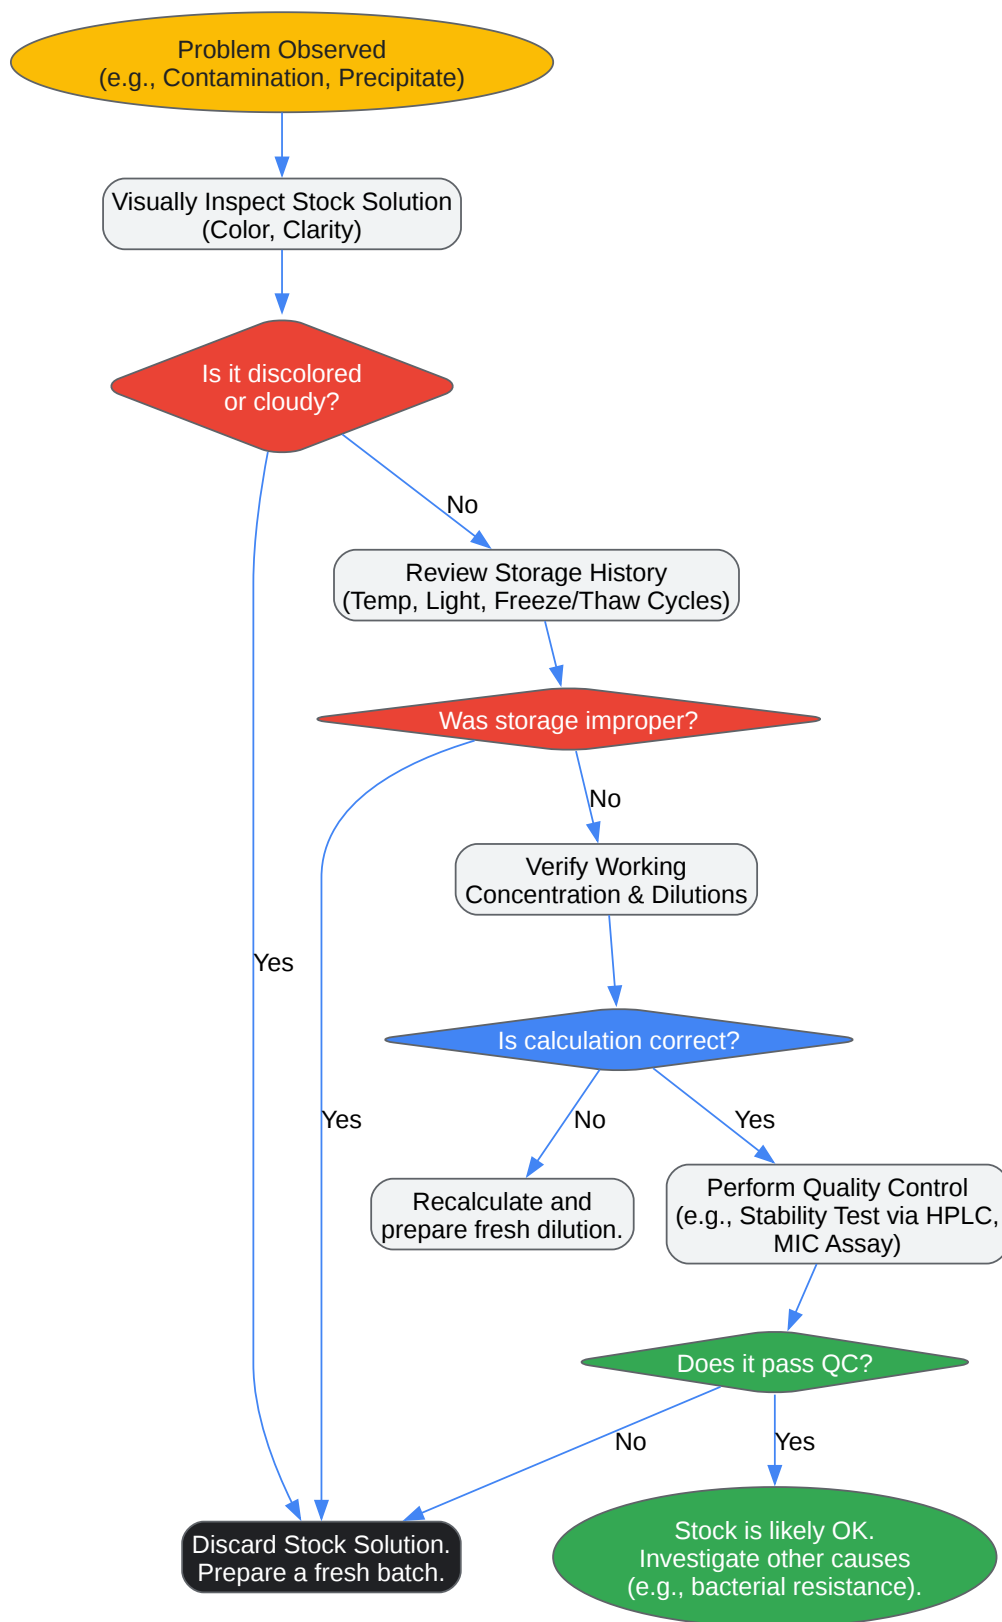 Problem Observed
(e.g., Contamination, Precipitate)
Visually Inspect Stock Solution
(Color, Clarity)
Is it discolored
or cloudy?
No
Review Storage History
(Temp, Light, Freeze/Thaw Cycles)
Was storage improper?
No
Verify Working
Concentration & Dilutions
Yes
Is calculation correct?
Yes
No
Yes
Recalculate and
prepare fresh dilution.
Perform Quality Control
(e.g., Stability Test via HPLC,
MIC Assay)
Does it pass QC?
No
Yes
Discard Stock Solution.
Prepare a fresh batch.
Stock is likely OK.
Investigate other causes
(e.g., bacterial resistance).